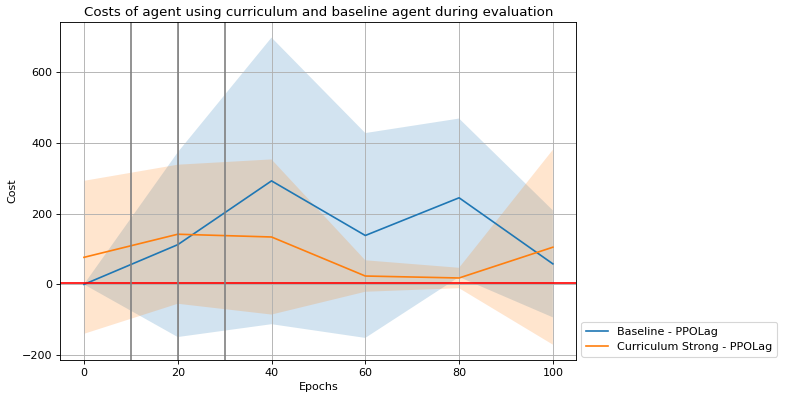 Costs of agent using curriculum and baseline agent during evaluation
600
400
200
0
−200
Cost
0 20 40 60 80 100
Epochs
Baseline - PPOLag
Curriculum Strong - PPOLag